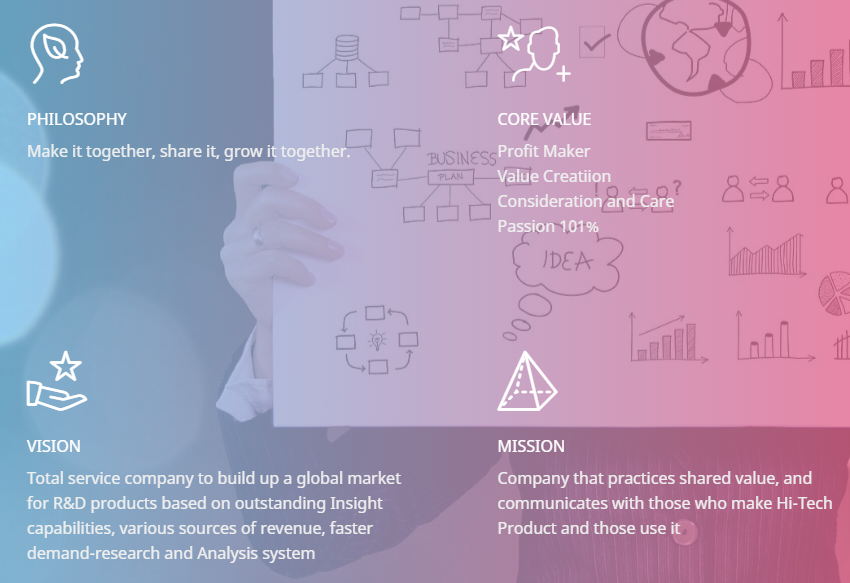 PHILOSOPHY
Make it together, share it, grow it together.
CORE VALUE
Profit Maker
Value Creatiion
Consideration and Care
Passion 101%
BUSINESS
PLAN
!
?
IDEA
VISION
Total service company to build up a global market
for R&D products based on outstanding Insight
capabilities, various sources of revenue, faster
demand-research and Analysis system
MISSION
Company that practices shared value, and
communicates with those who make Hi-Tech
Product and those use it